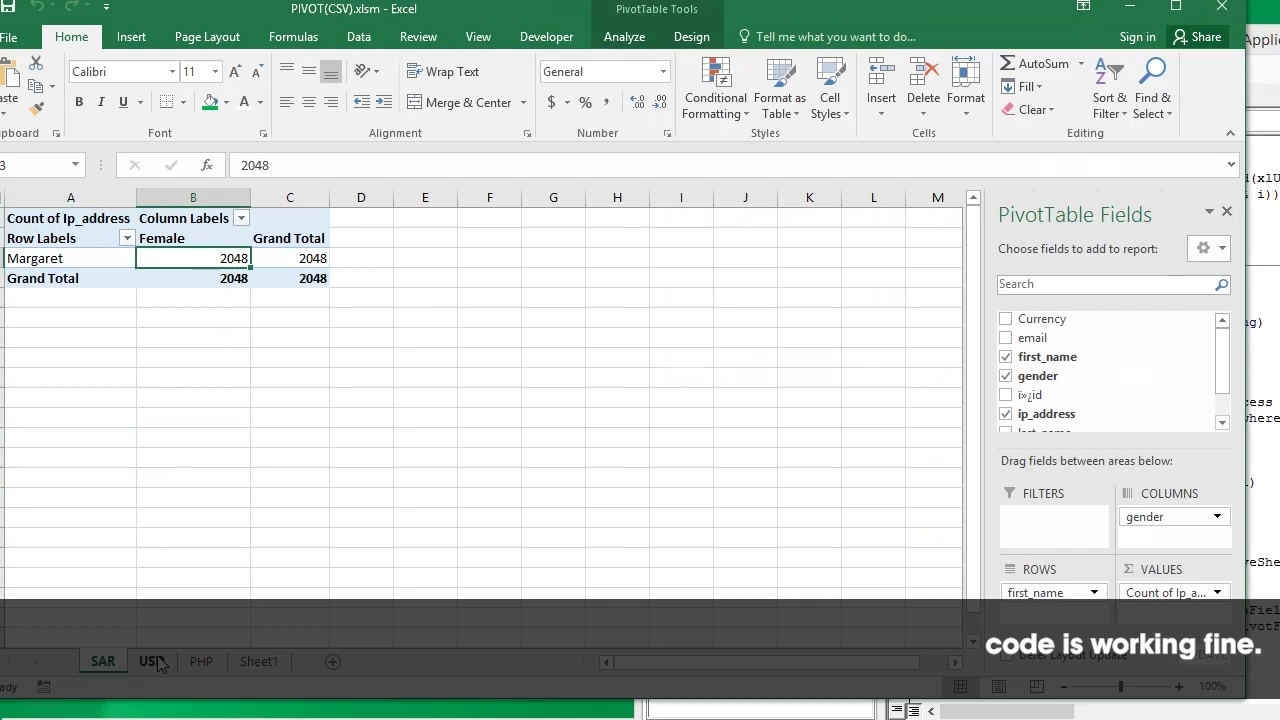 PIVOT(CSV).xlsm - Excel
PivotTable Tools
File Home Insert Page Layout Formulas Data Review View Developer Analyze Design Tell me what you want to do... Sign in Share
Calibri 11
Wrap Text
General
AutoSum
Fill
Clear
Merge & Center
Conditional Formatting
Format as Table
Cell Styles
Insert Delete Format
Sort & Filter
Find & Select
Font Alignment Number Styles Cells Editing
2048
A B C D E F G H I J K L M
Count of Ip_address Column Labels
Row Labels Female Grand Total
Margaret 2048 2048
Grand Total 2048 2048
PivotTable Fields
Choose fields to add to report:
Search
Currency
email
first_name
gender
ï»¿id
ip_address
last_name
Drag fields between areas below:
FILTERS COLUMNS
gender
ROWS VALUES
first_name Count of Ip_a...
code is working fine.
Defer Layout Update
SAR USD PHP Sheet1
100%